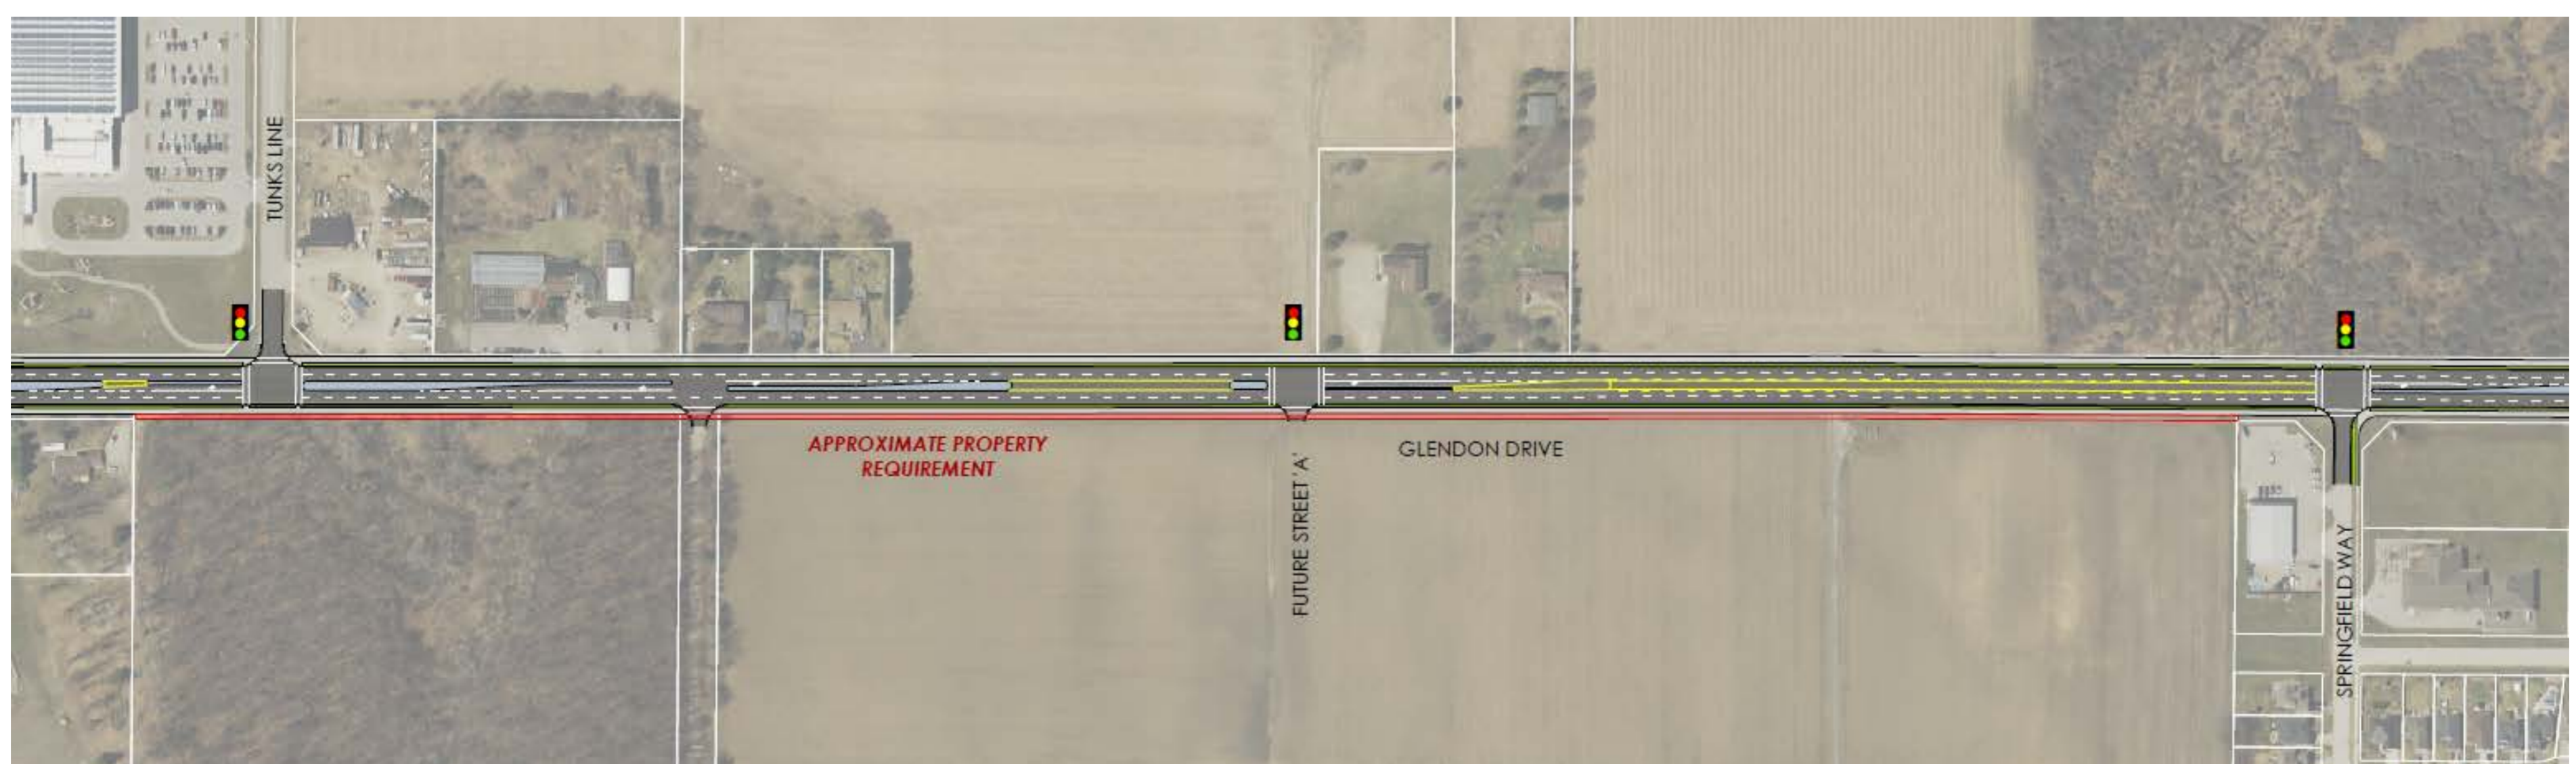 TUNKS LINE
APPROXIMATE PROPERTY
REQUIREMENT
GLENDON DRIVE
FUTURE STREET 'A'
SPRINGFIELD WAY